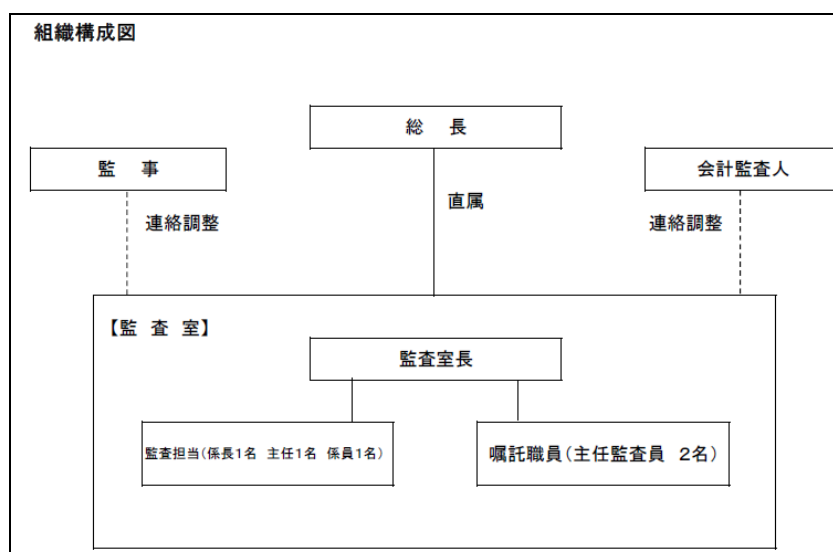 組織構成図
総　長
監　事
会計監査人
直属
連絡調整
連絡調整
【監　査　室】
監査室長
監査担当(係長1名　主任1名　係員1名)
嘱託職員(主任監査員　2名)